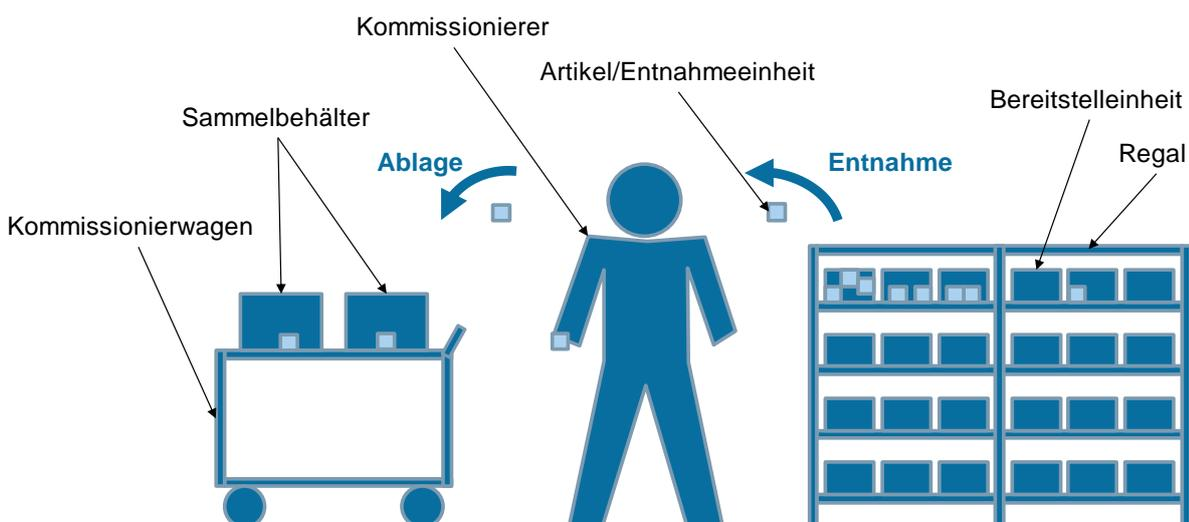 Kommissionierer
Artikel/Entnahmeeinheit
Bereitstelleinheit
Sammelbehälter
Regal
Ablage
Entnahme
Kommissionierwagen